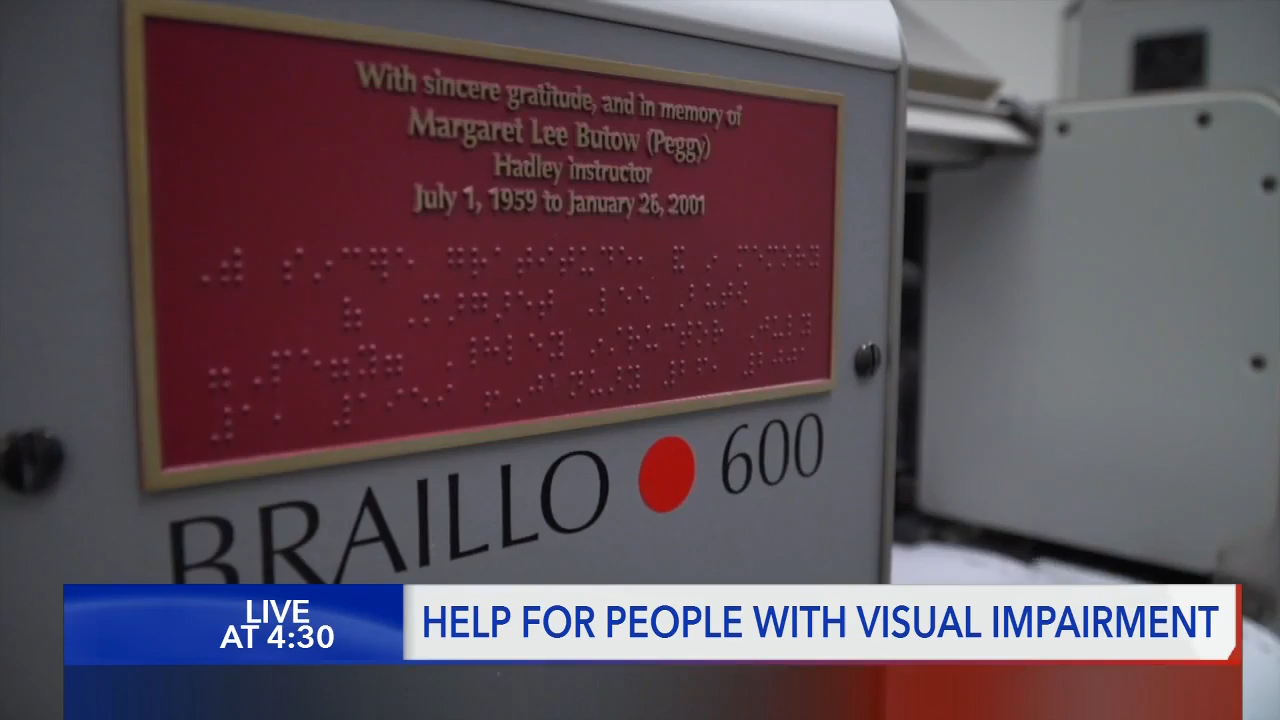 With sincere gratitude, and in memory of
Margaret Lee Butow (Peggy)
Hadley instructor
July 1, 1959 to January 26, 2001
BRAILLO 600
LIVE
AT 4:30
HELP FOR PEOPLE WITH VISUAL IMPAIRMENT